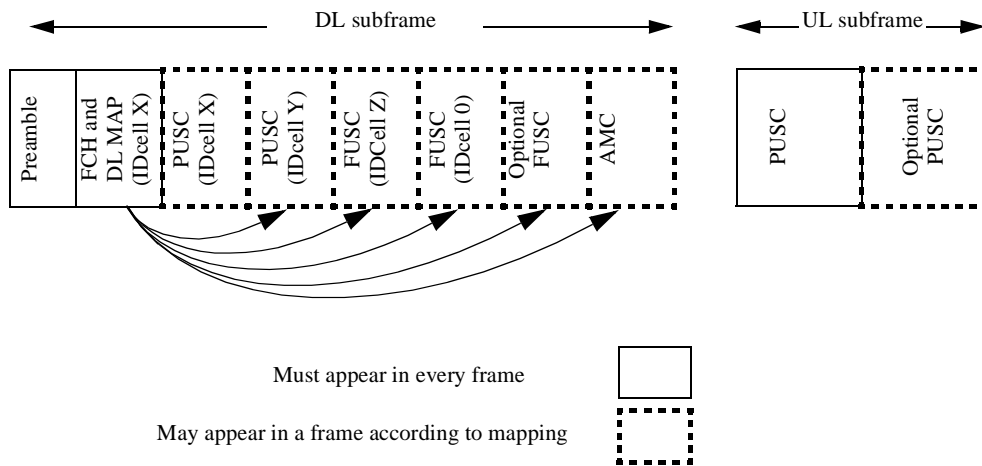 DL subframe
UL subframe
Preamble
FCH and
DL MAP
(IDcell X)
PUSC
(IDcell X)
PUSC
(IDcell Y)
FUSC
(IDCell Z)
FUSC
(IDcell 0)
Optional
FUSC
AMC
PUSC
Optional
PUSC
Must appear in every frame
May appear in a frame according to mapping